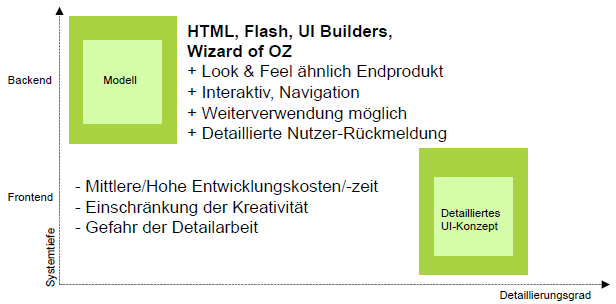 HTML, Flash, UI Builders,
Wizard of OZ
Backend
Modell
+ Look & Feel ähnlich Endprodukt
+ Interaktiv, Navigation
+ Weiterverwendung möglich
+ Detaillierte Nutzer-Rückmeldung
Frontend
- Mittlere/Hohe Entwicklungskosten/-zeit
- Einschränkung der Kreativität
- Gefahr der Detailarbeit
Detailliertes
UI-Konzept
Systemtiefe
Detaillierungsgrad